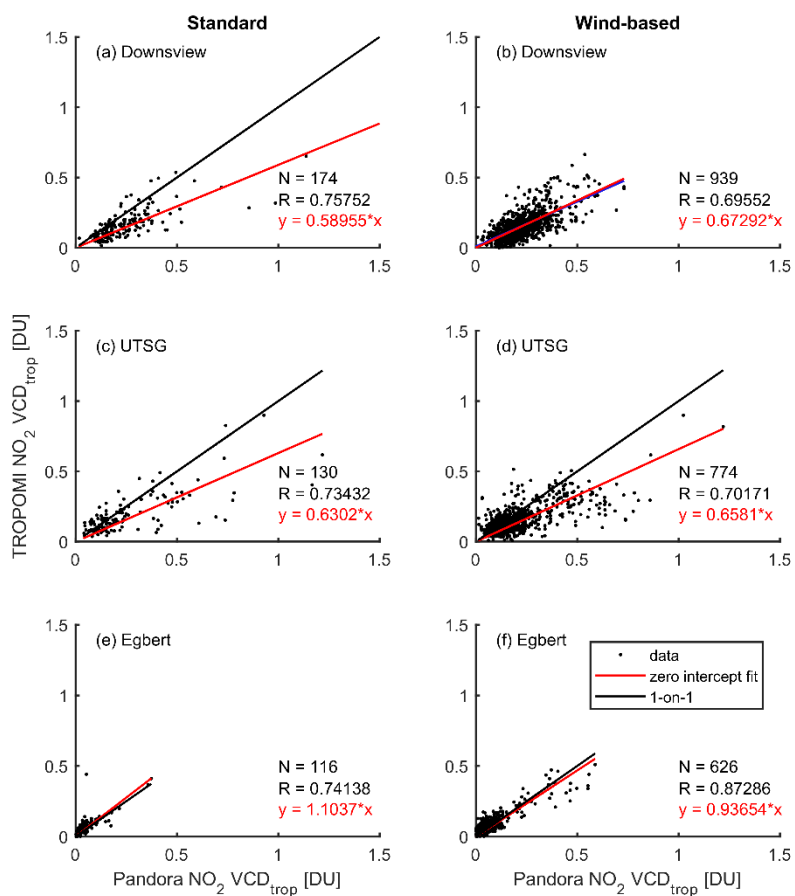 Standard
Wind-based
1.5
1
0.5
0
(a) Downsview
N = 174
R = 0.75752
y = 0.58955*x
0 0.5 1 1.5
1.5
1
0.5
0
(b) Downsview
N = 939
R = 0.69552
y = 0.67292*x
0 0.5 1 1.5
TROPOMI NO2 VCDtrop [DU]
1.5
1
0.5
0
(c) UTSG
N = 130
R = 0.73432
y = 0.6302*x
0 0.5 1 1.5
1.5
1
0.5
0
(d) UTSG
N = 774
R = 0.70171
y = 0.6581*x
0 0.5 1 1.5
1.5
1
0.5
0
(e) Egbert
N = 116
R = 0.74138
y = 1.1037*x
0 0.5 1 1.5
Pandora NO2 VCDtrop [DU]
1.5
1
0.5
0
(f) Egbert
data
zero intercept fit
1-on-1
N = 626
R = 0.87286
y = 0.93654*x
0 0.5 1 1.5
Pandora NO2 VCDtrop [DU]